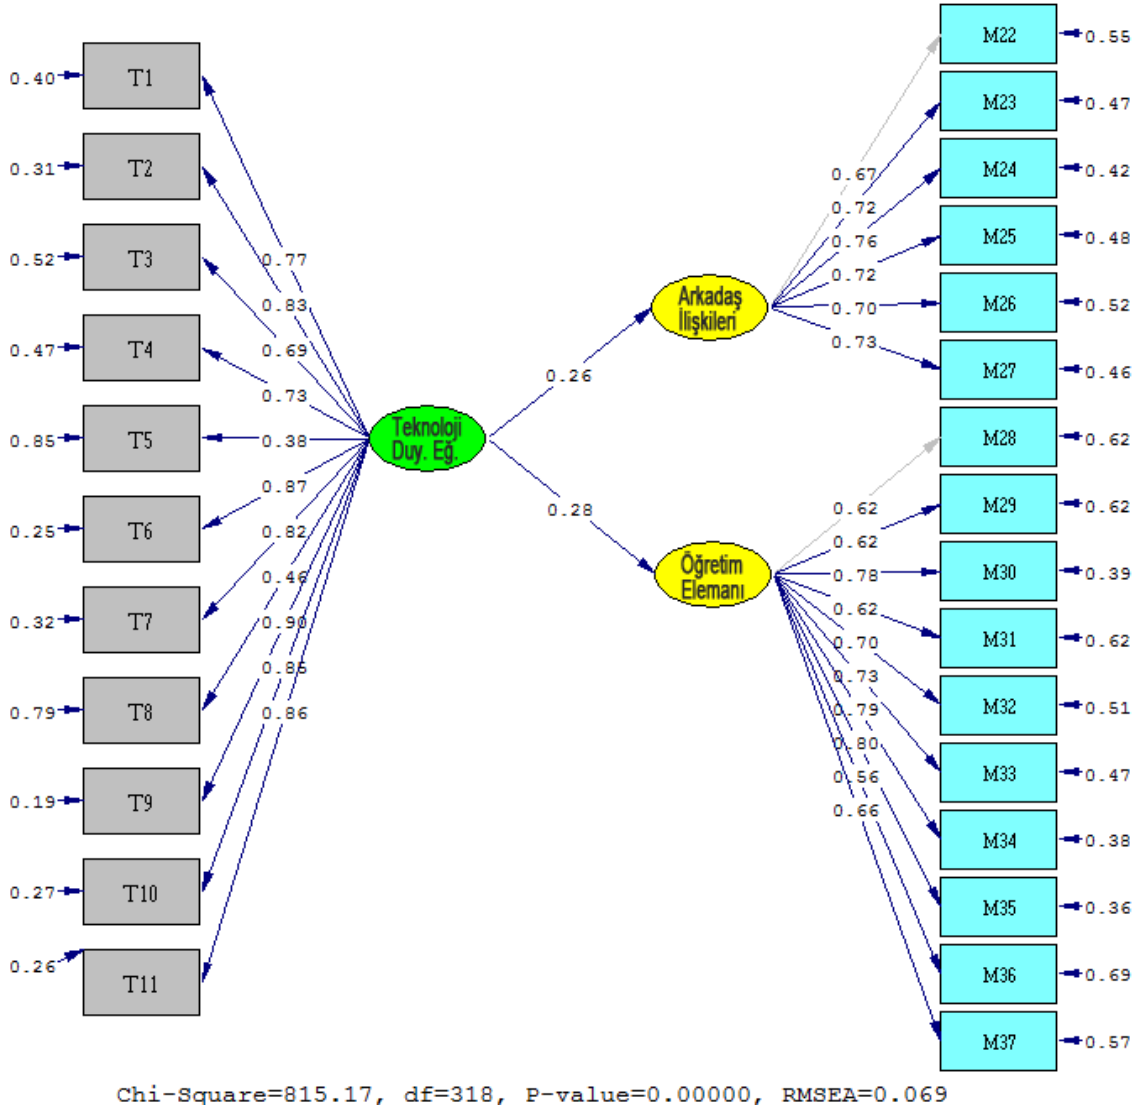 0.40
T1
0.31
T2
0.52
T3
0.47
T4
0.85
T5
0.25
T6
0.32
T7
0.79
T8
0.19
T9
0.27
T10
0.26
T11
0.77
0.83
0.69
0.73
0.38
0.87
0.82
0.46
0.90
0.85
0.86
Teknoloji
Duy. Eğ.
0.26
0.28
Arkadaş
İlişkileri
Öğretim
Elemanı
0.67
0.72
0.76
0.72
0.70
0.73
0.62
0.62
0.78
0.62
0.70
0.73
0.79
0.80
0.56
0.66
M22
0.55
M23
0.47
M24
0.42
M25
0.48
M26
0.52
M27
0.46
M28
0.62
M29
0.62
M30
0.39
M31
0.62
M32
0.51
M33
0.47
M34
0.38
M35
0.36
M36
0.69
M37
0.57
Chi-Square=815.17, df=318, P-value=0.00000, RMSEA=0.069